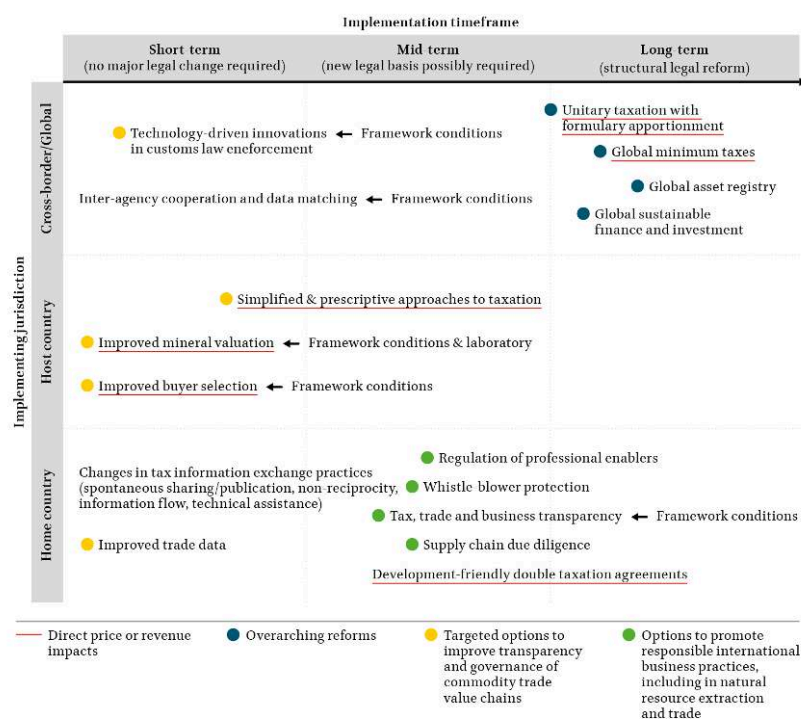 Implementation timeframe
Short-term
(no major legal change required)
Mid-term
(new legal basis possibly required)
Long-term
(structural legal reform)
Implementing jurisdiction
Cross-border/Global
Technology-driven innovations
in customs law eneforcement
Framework conditions
Inter-agency cooperation and data matching
Framework conditions
Unitary taxation with
formulary apportionment
Global minimum taxes
Global asset registry
Global sustainable
finance and investment
Host country
Simplified & prescriptive approaches to taxation
Improved mineral valuation
Framework conditions & laboratory
Improved buyer selection
Framework conditions
Home country
Changes in tax information exchange practices
(spontaneous sharing/publication, non-reciprocity,
information flow, technical assistance)
Improved trade data
Regulation of professional enablers
Whistle-blower protection
Tax, trade and business transparency
Framework conditions
Supply chain due diligence
Development-friendly double taxation agreements
Direct price or revenue
impacts
Overarching reforms
Targeted options to
improve transparency
and governance of
commodity trade
value chains
Options to promote
responsible international
business practices,
including in natural
resource extraction
and trade